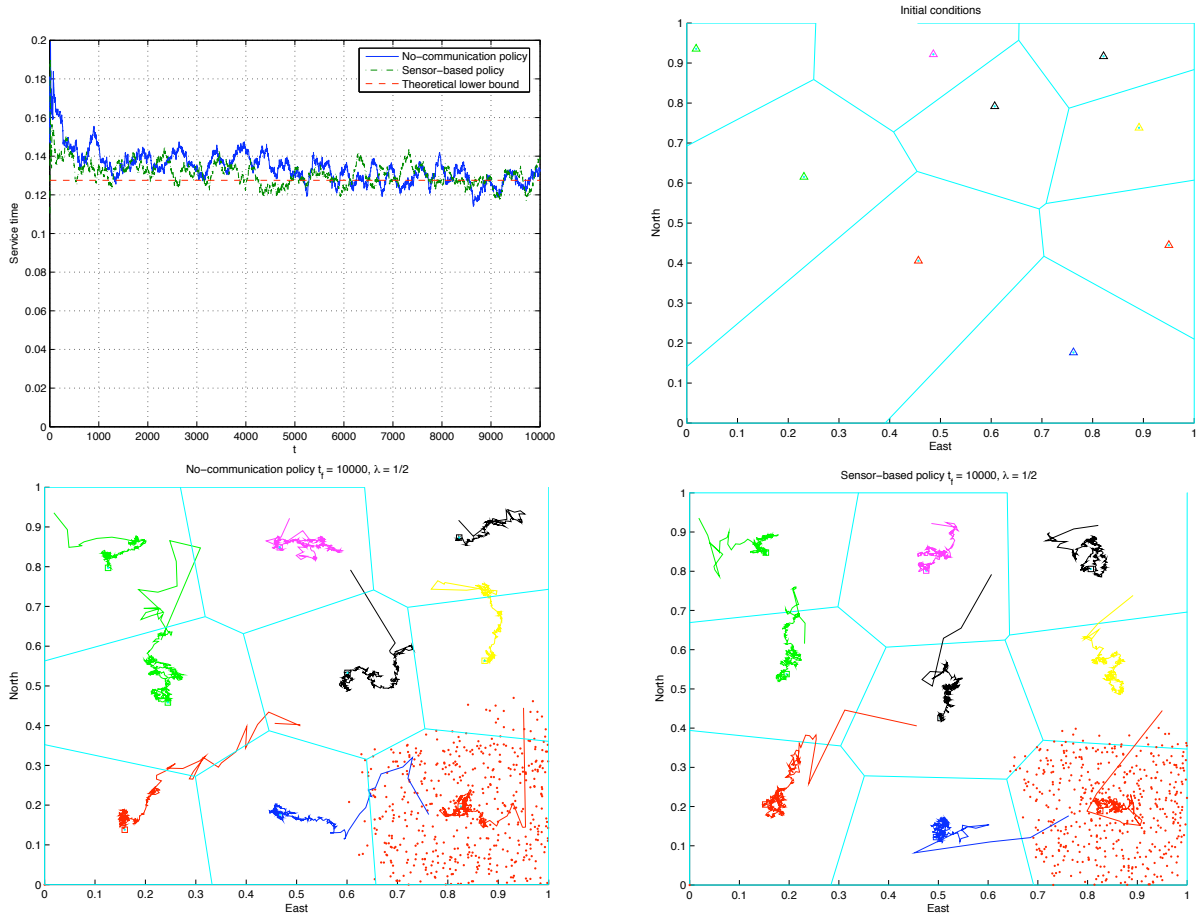 0.2
0.18
0.16
0.14
0.12
0.1
0.08
0.06
0.04
0.02
0
Service time
No−communication policy
Sensor−based policy
Theoretical lower bound
0 1000 2000 3000 4000 5000 6000 7000 8000 9000 10000
t
Initial conditions
1
0.9
0.8
0.7
0.6
0.5
0.4
0.3
0.2
0.1
0
North
0 0.1 0.2 0.3 0.4 0.5 0.6 0.7 0.8 0.9 1
East
No−communication policy t_f = 10000, λ = 1/2
1
0.9
0.8
0.7
0.6
0.5
0.4
0.3
0.2
0.1
0
North
0 0.1 0.2 0.3 0.4 0.5 0.6 0.7 0.8 0.9 1
East
Sensor−based policy t_f = 10000, λ = 1/2
1
0.9
0.8
0.7
0.6
0.5
0.4
0.3
0.2
0.1
0
North
0 0.1 0.2 0.3 0.4 0.5 0.6 0.7 0.8 0.9 1
East